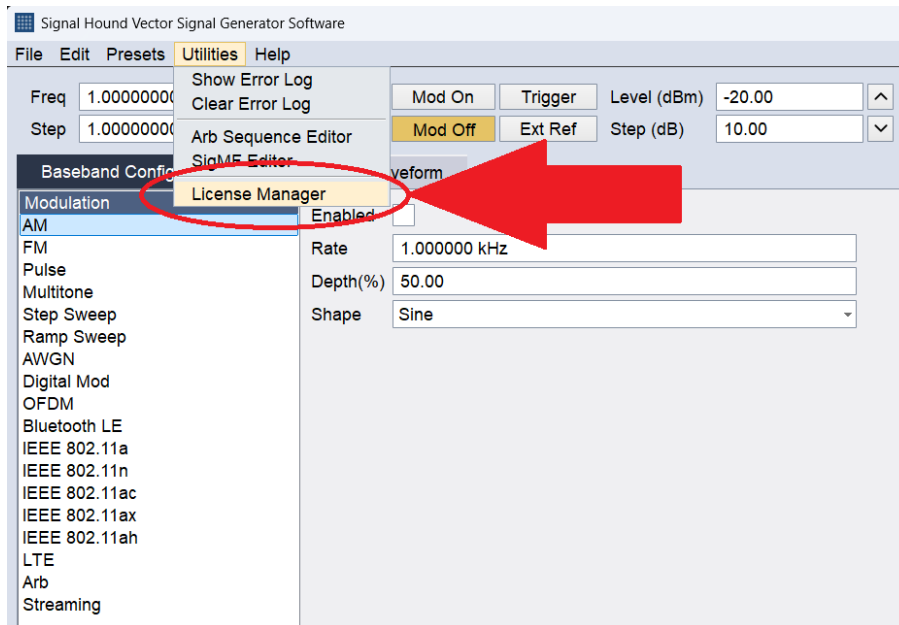 Signal Hound Vector Signal Generator Software
File Edit Presets Utilities Help
Show Error Log
Clear Error Log
Arb Sequence Editor
SigMF Editor
License Manager
Freq 1.00000000 Mod On Trigger Level (dBm) -20.00
Step 1.00000000 Mod Off Ext Ref Step (dB) 10.00
Baseband Config veform
Modulation
AM
FM
Pulse
Multitone
Step Sweep
Ramp Sweep
AWGN
Digital Mod
OFDM
Bluetooth LE
IEEE 802.11a
IEEE 802.11n
IEEE 802.11ac
IEEE 802.11ax
IEEE 802.11ah
LTE
Arb
Streaming
Enabled
Rate 1.000000 kHz
Depth(%) 50.00
Shape Sine